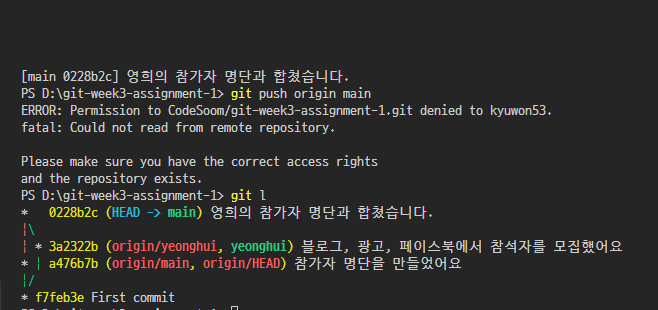 [main 0228b2c] 영희의 참가자 명단과 합쳤습니다.
PS D:\git-week3-assignment-1> git push origin main
ERROR: Permission to CodeSoom/git-week3-assignment-1.git denied to kyuwon53.
fatal: Could not read from remote repository.

Please make sure you have the correct access rights
and the repository exists.
PS D:\git-week3-assignment-1> git l
*   0228b2c (HEAD -> main) 영희의 참가자 명단과 합쳤습니다.
|\
| * 3a2322b (origin/yeonghui, yeonghui) 블로그, 광고, 페이스북에서 참석자를 모집했어요
* | a476b7b (origin/main, origin/HEAD) 참가자 명단을 만들었어요
|/
* f7feb3e First commit